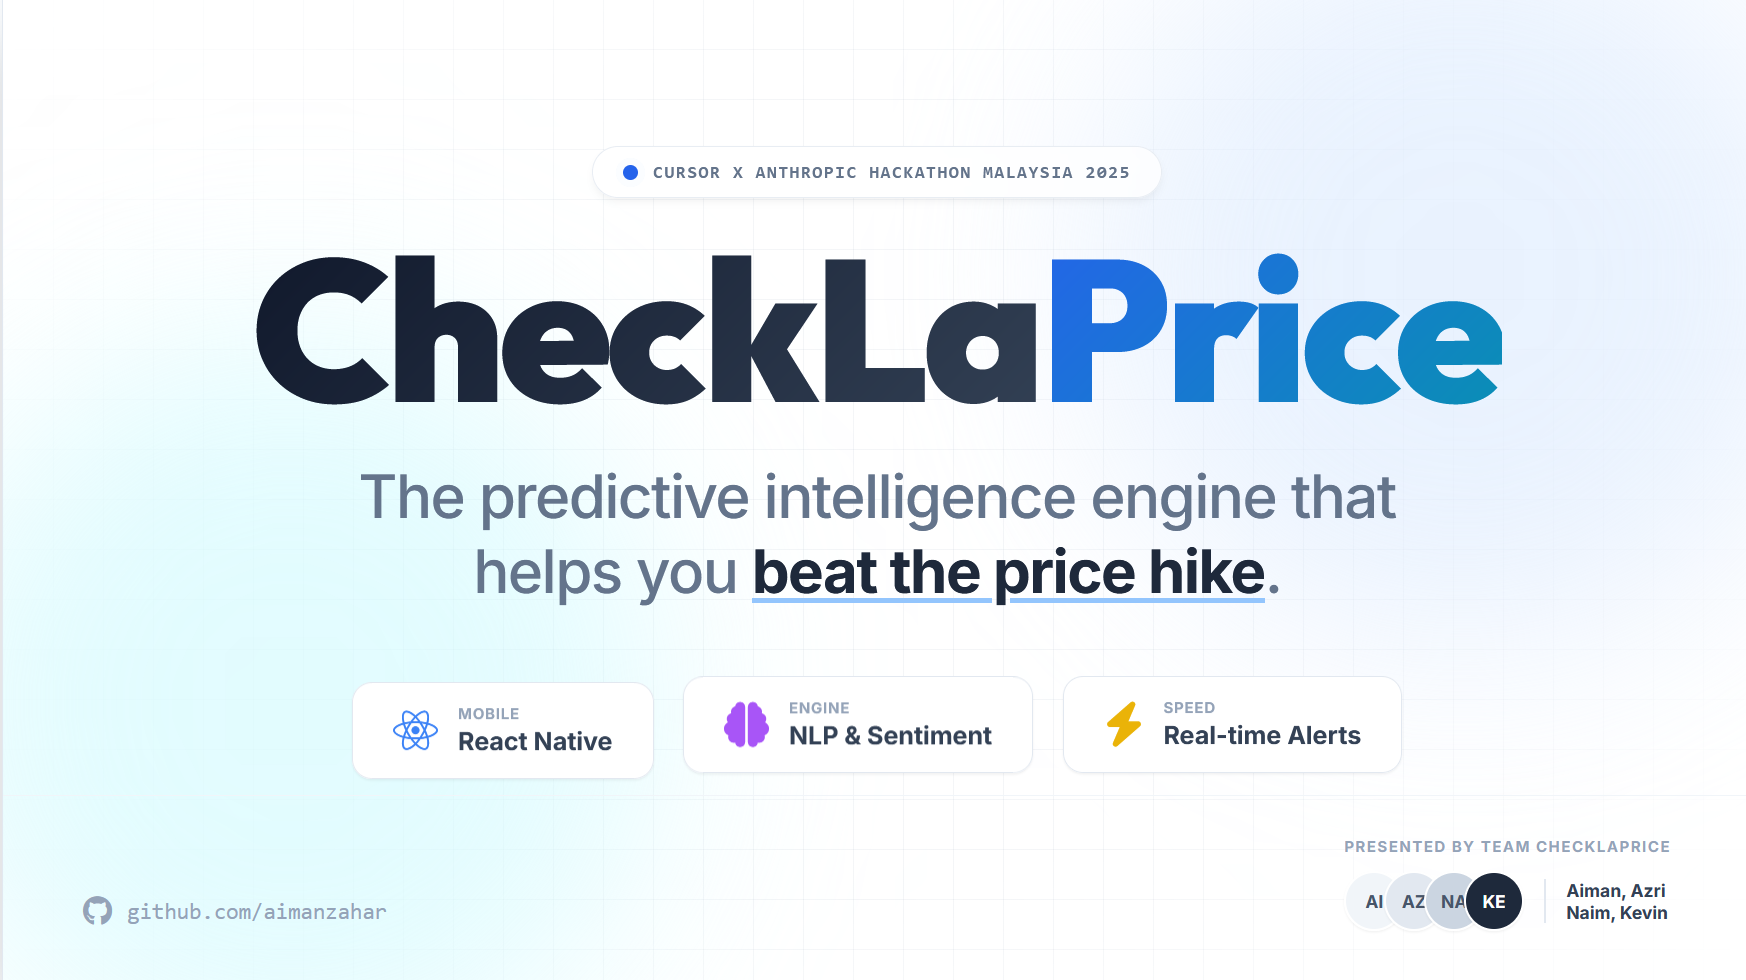 CURSOR X ANTHROPIC HACKATHON MALAYSIA 2025
CheckLaPrice
The predictive intelligence engine that
helps you beat the price hike.
MOBILE
React Native
ENGINE
NLP & Sentiment
SPEED
Real-time Alerts
github.com/aimanzahar
PRESENTED BY TEAM CHECKLAPRICE
AI AZ NA KE
Aiman, Azri
Naim, Kevin